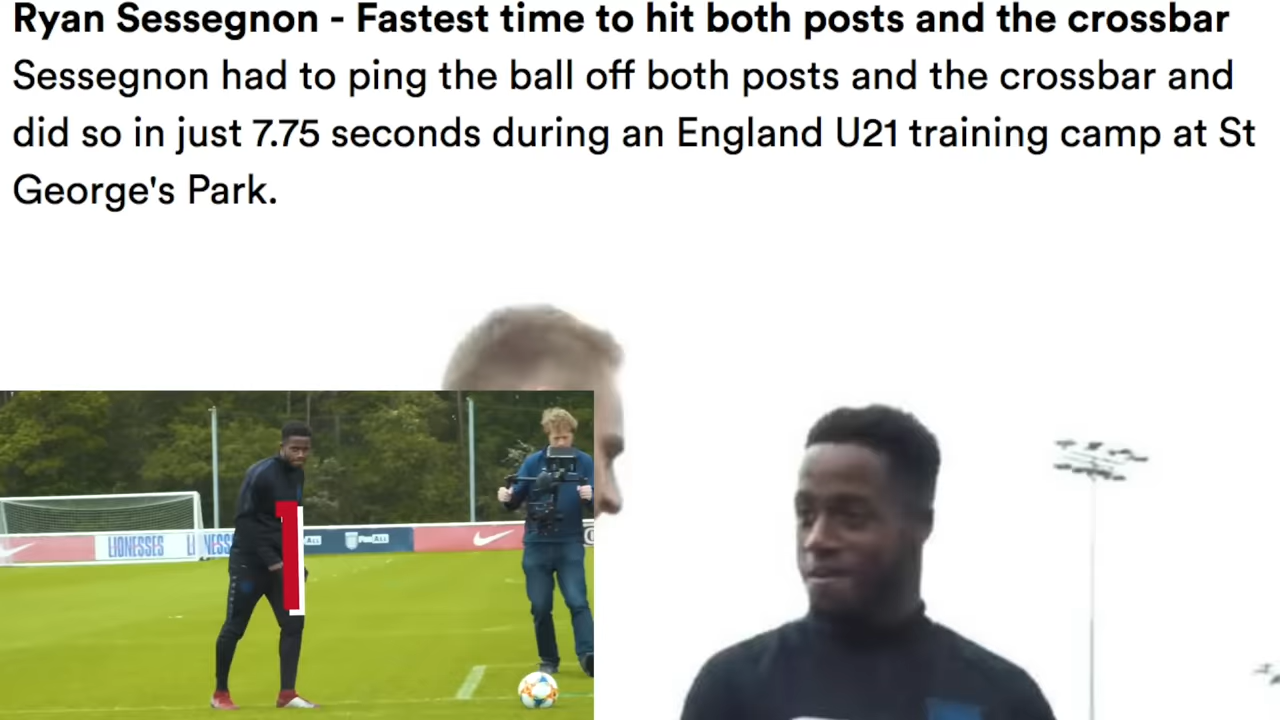 Ryan Sessegnon - Fastest time to hit both posts and the crossbar
Sessegnon had to ping the ball off both posts and the crossbar and
did so in just 7.75 seconds during an England U21 training camp at St
George's Park.
1
LIONESSES